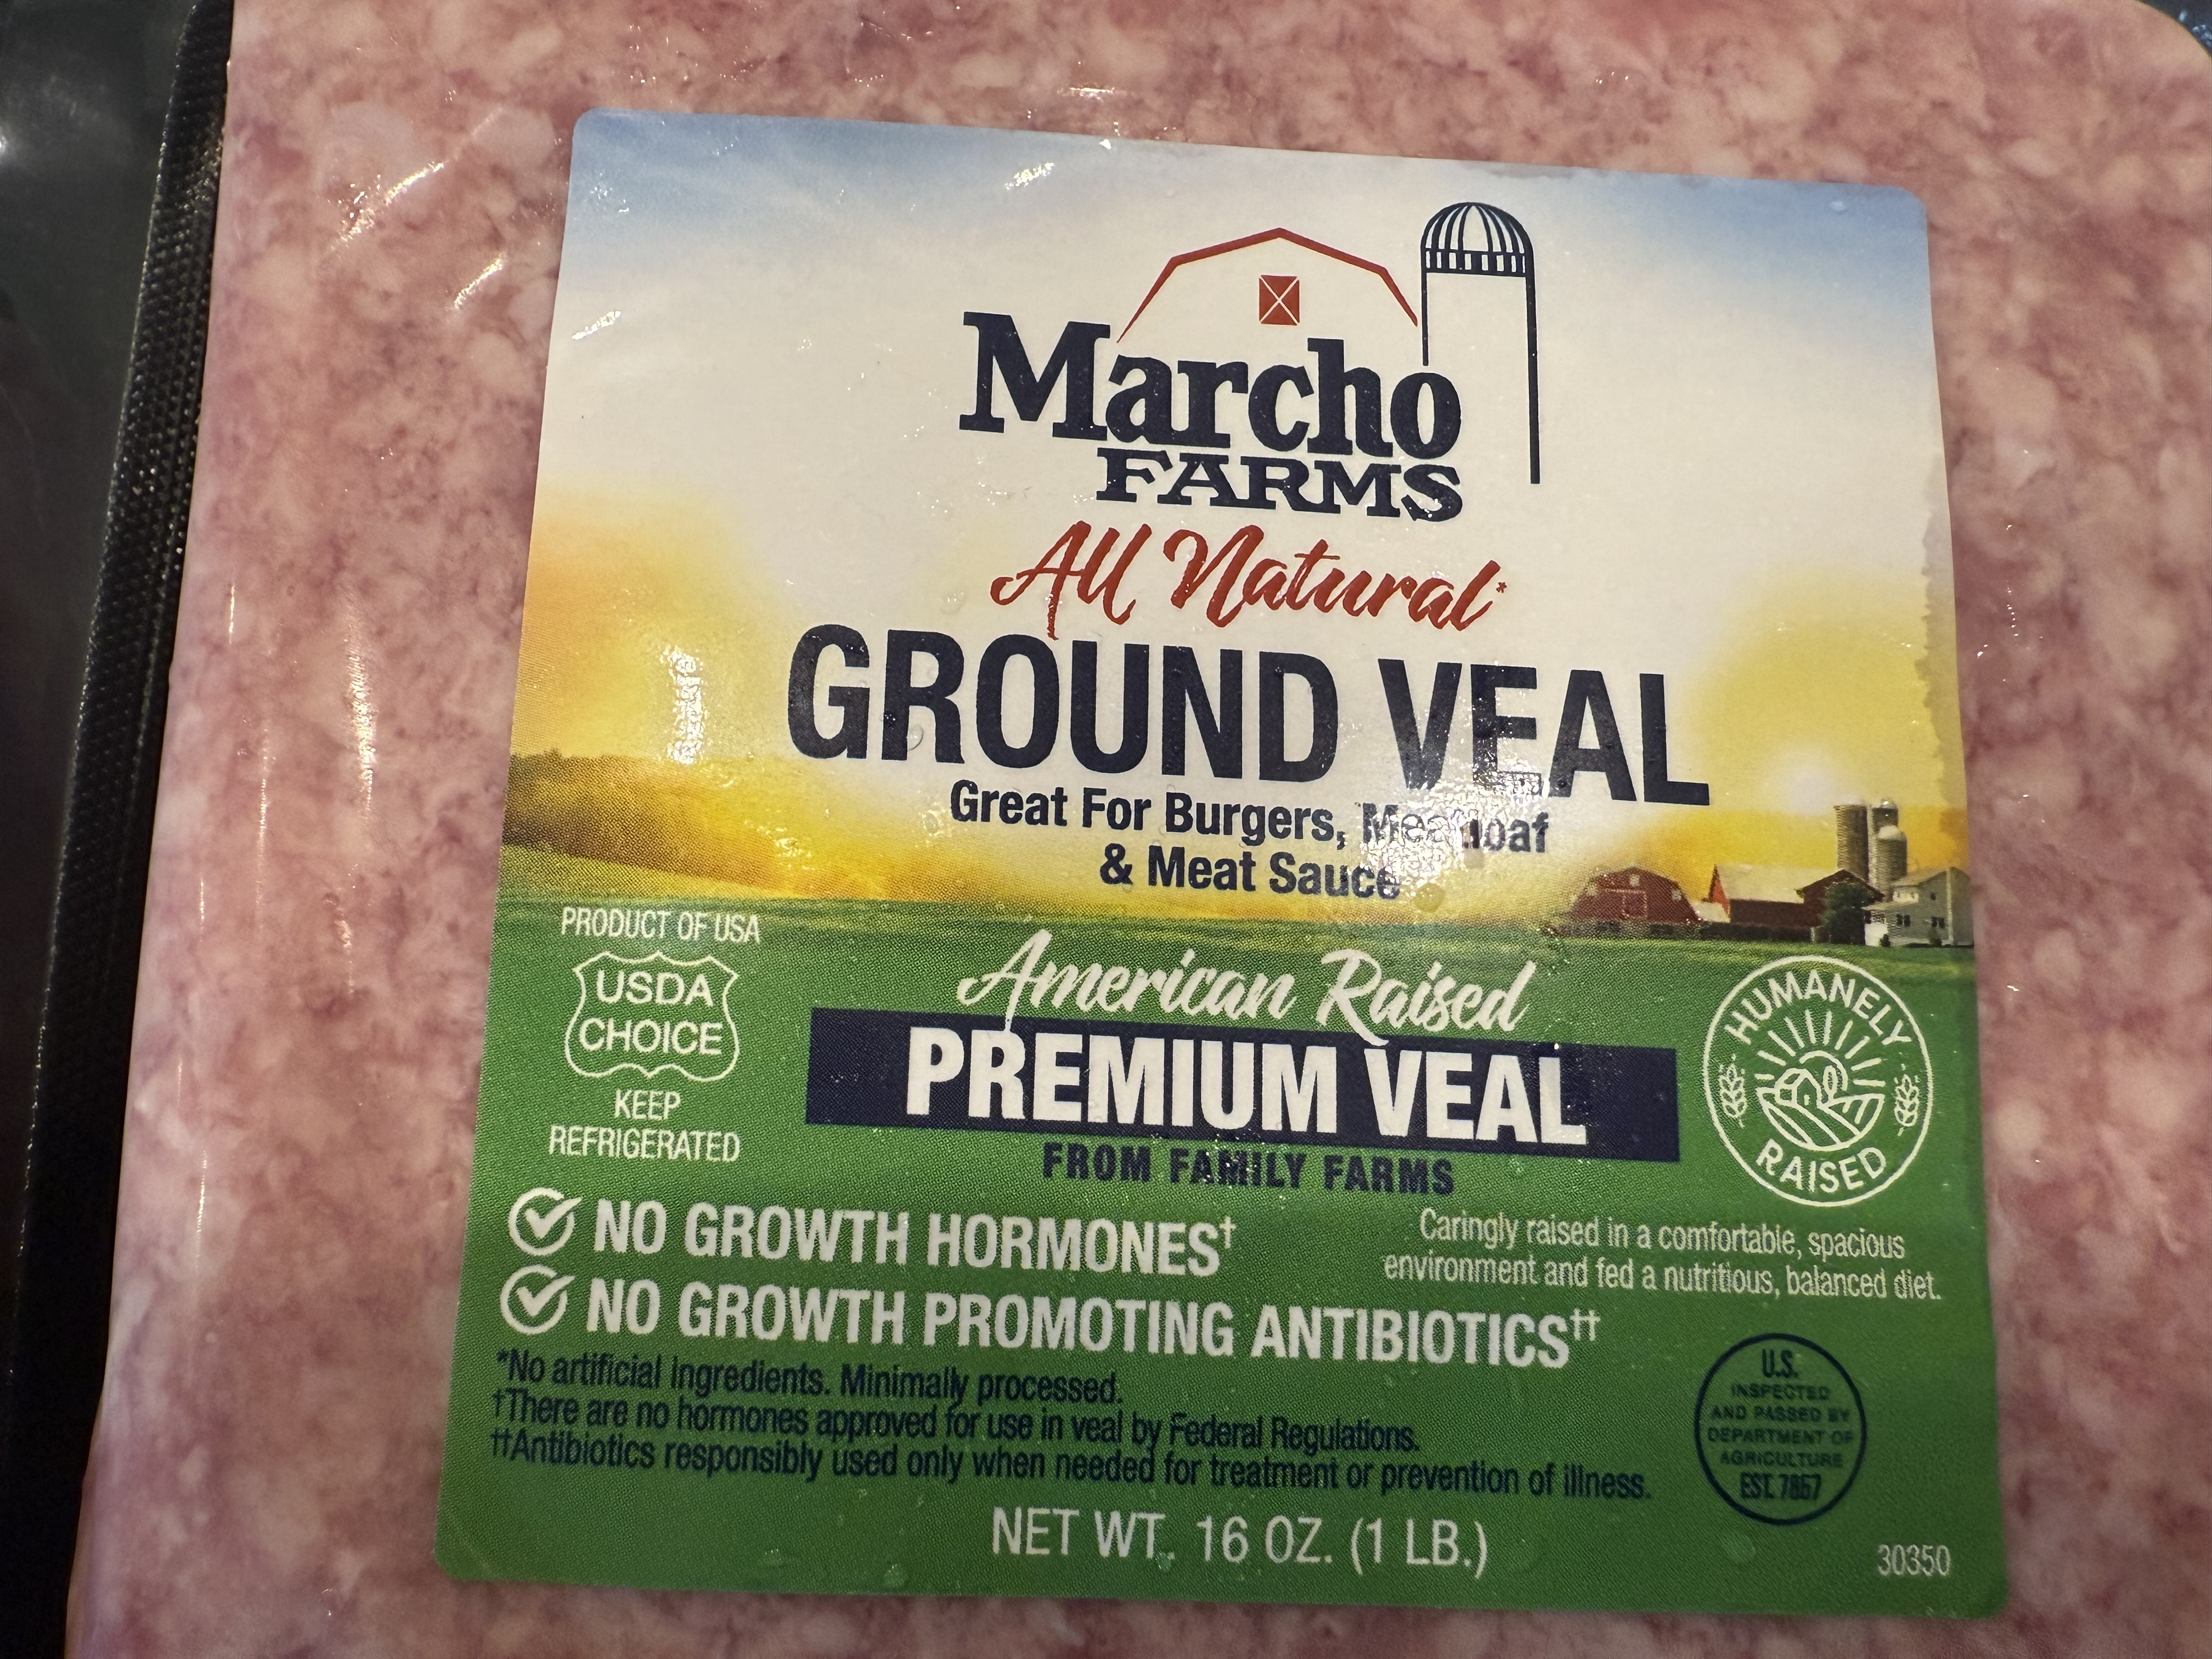 Marcho
FARMS
All Natural*
GROUND VEAL
Great For Burgers, Meatloaf
& Meat Sauce
PRODUCT OF USA
USDA
CHOICE
KEEP
REFRIGERATED
American Raised
PREMIUM VEAL
FROM FAMILY FARMS
HUMANELY
RAISED
NO GROWTH HORMONES†
NO GROWTH PROMOTING ANTIBIOTICS††
Caringly raised in a comfortable, spacious
environment and fed a nutritious, balanced diet.
*No artificial Ingredients. Minimally processed.
†There are no hormones approved for use in veal by Federal Regulations.
††Antibiotics responsibly used only when needed for treatment or prevention of illness.
U.S.
INSPECTED
AND PASSED BY
DEPARTMENT OF
AGRICULTURE
EST. 7867
NET WT. 16 OZ. (1 LB.)
30350